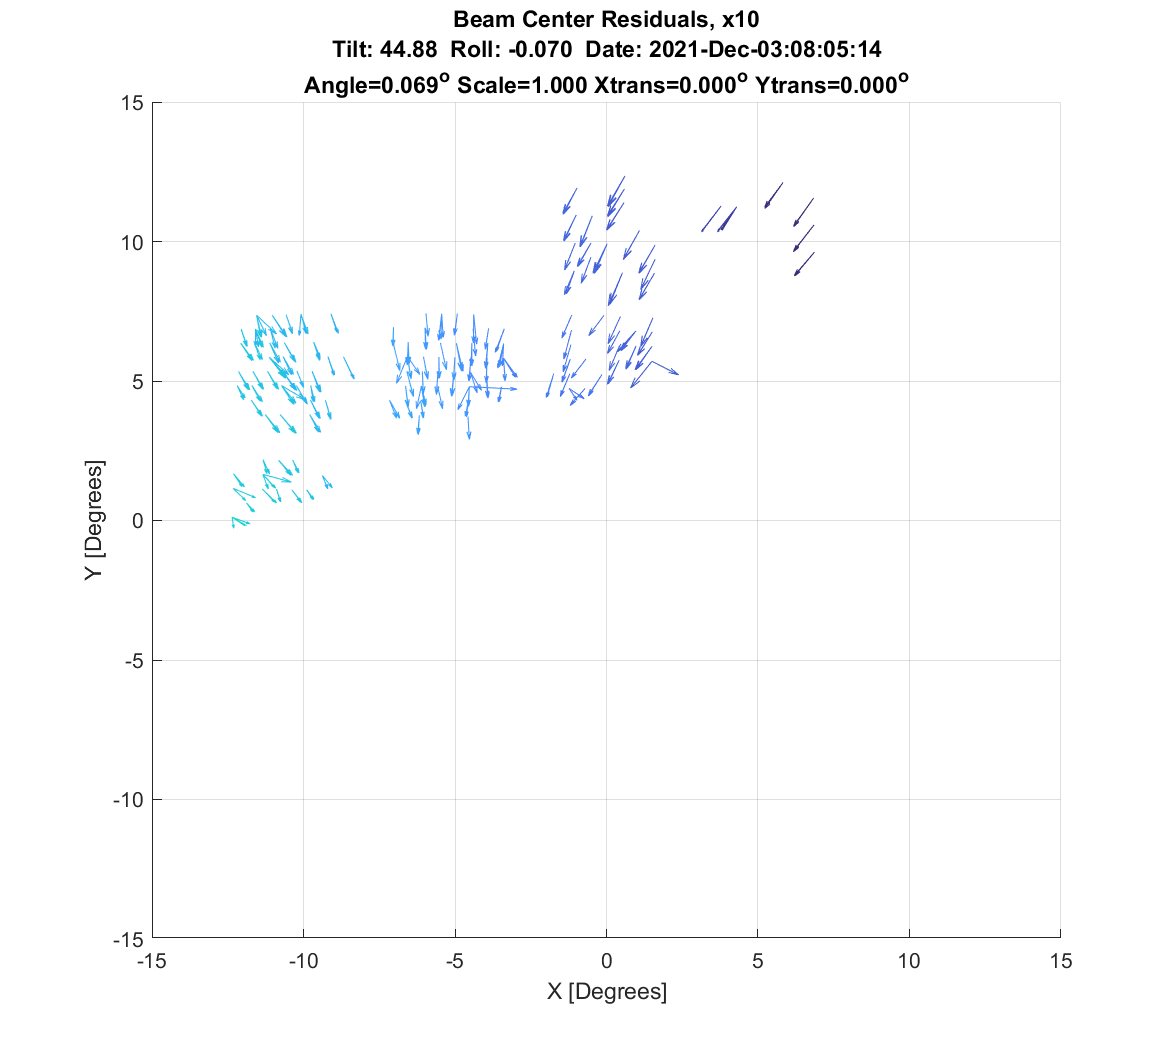 Beam Center Residuals, x10
Tilt: 44.88  Roll: -0.070  Date: 2021-Dec-03:08:05:14
Angle=0.069° Scale=1.000 Xtrans=0.000° Ytrans=0.000°
15
10
5
0
-5
-10
-15
Y [Degrees]
-15 -10 -5 0 5 10 15
X [Degrees]